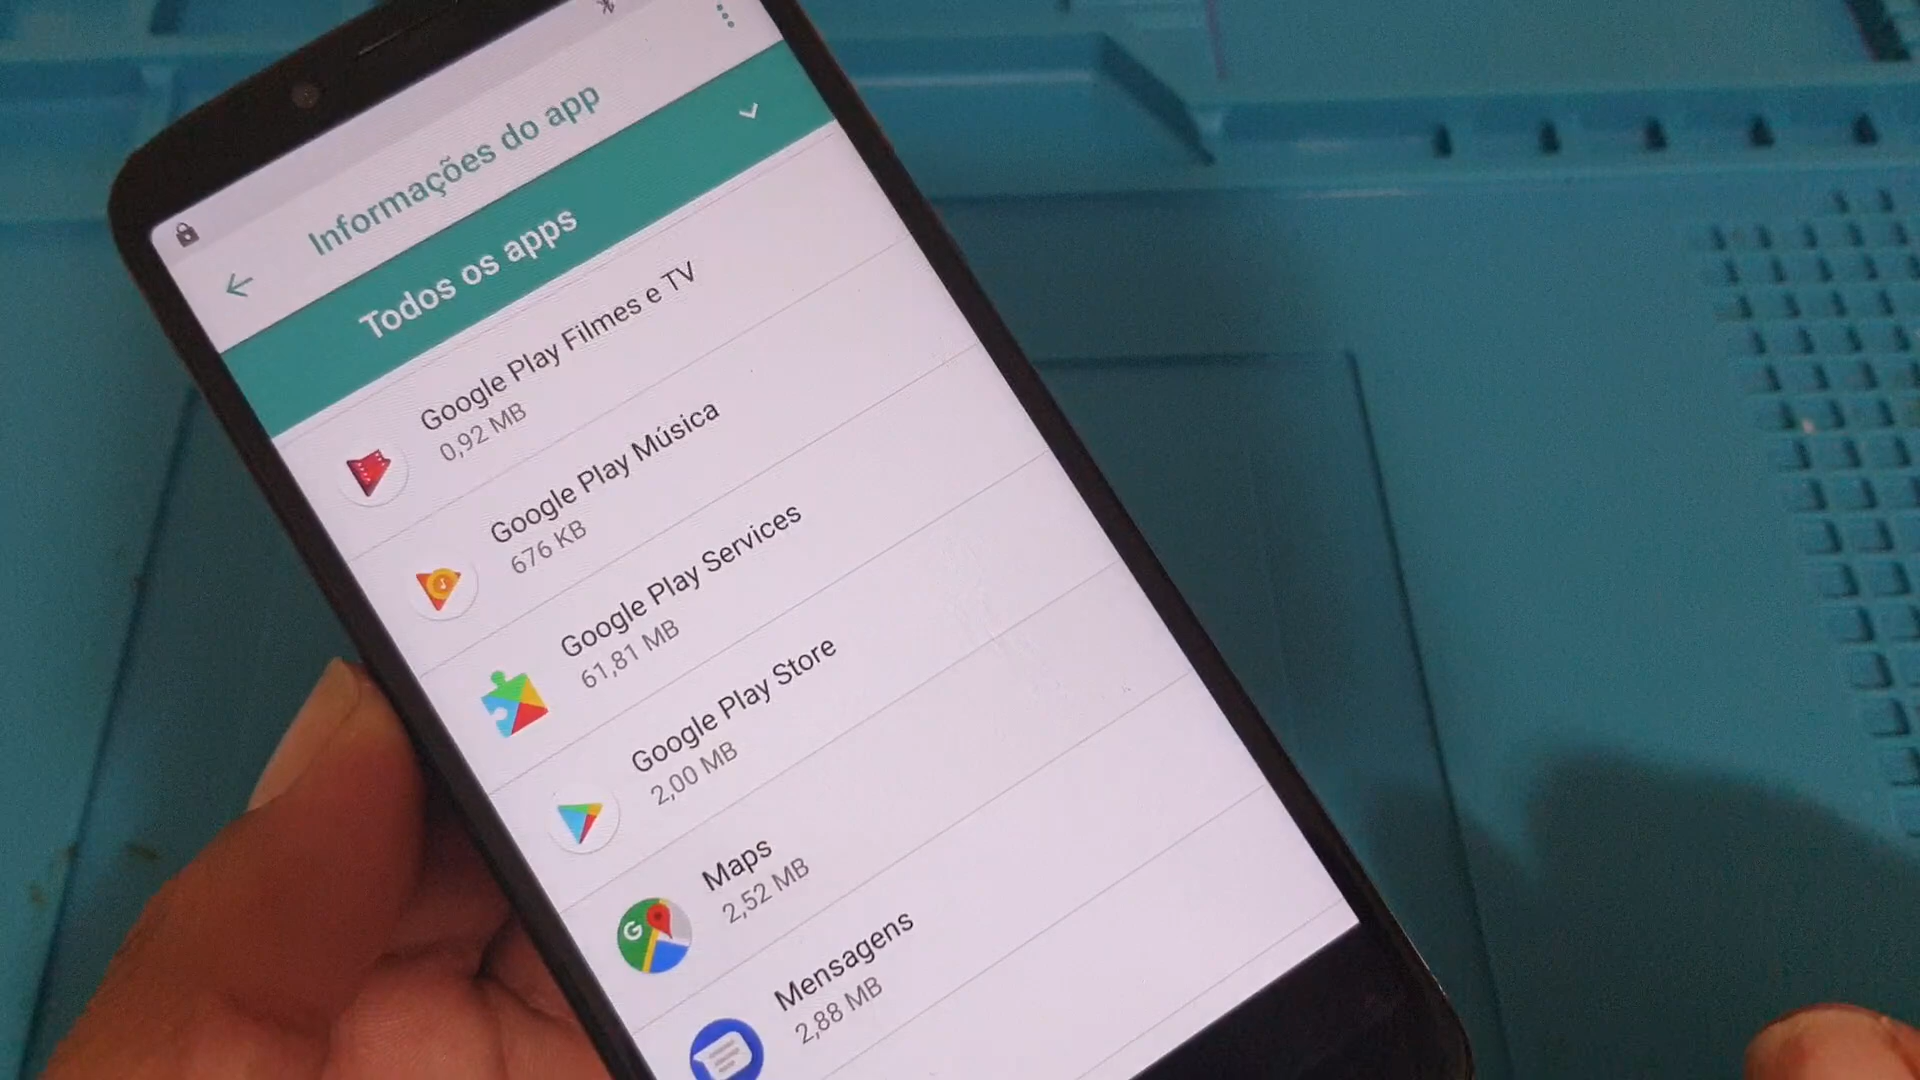 Informações do app
Todos os apps
Google Play Filmes e TV
0,92 MB
Google Play Música
676 KB
Google Play Services
61,81 MB
Google Play Store
2,00 MB
Maps
2,52 MB
G
Mensagens
2,88 MB